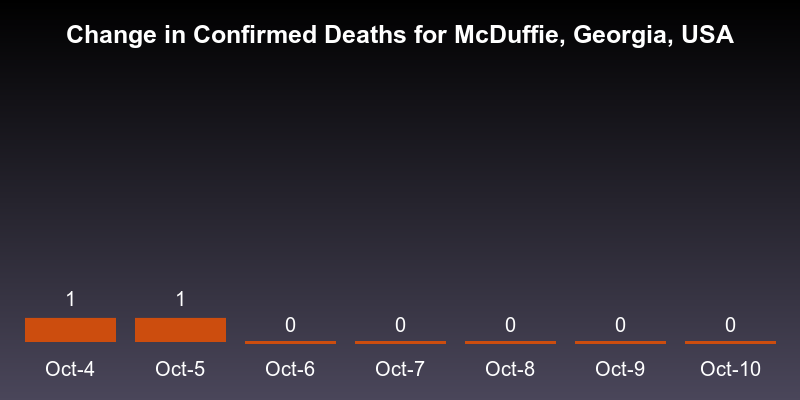 Change in Confirmed Deaths for McDuffie, Georgia, USA
1 1 0 0 0 0 0
Oct-4 Oct-5 Oct-6 Oct-7 Oct-8 Oct-9 Oct-10